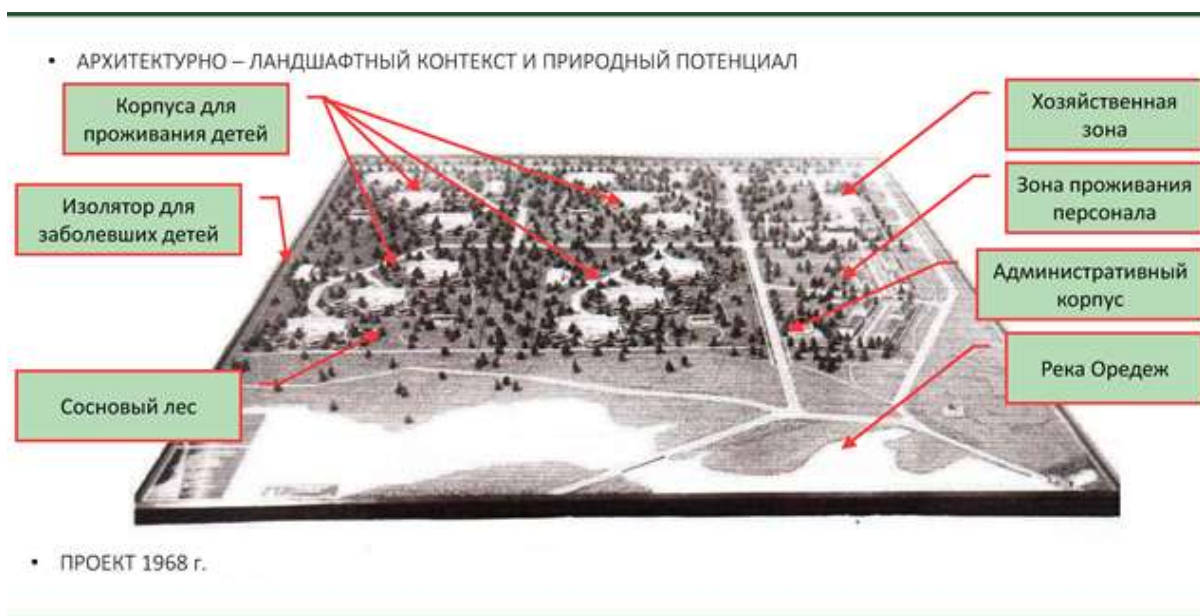 • АРХИТЕКТУРНО – ЛАНДШАФТНЫЙ КОНТЕКСТ И ПРИРОДНЫЙ ПОТЕНЦИАЛ
Корпуса для
проживания детей
Изолятор для
заболевших детей
Сосновый лес
Хозяйственная
зона
Зона проживания
персонала
Административный
корпус
Река Оредеж
• ПРОЕКТ 1968 г.